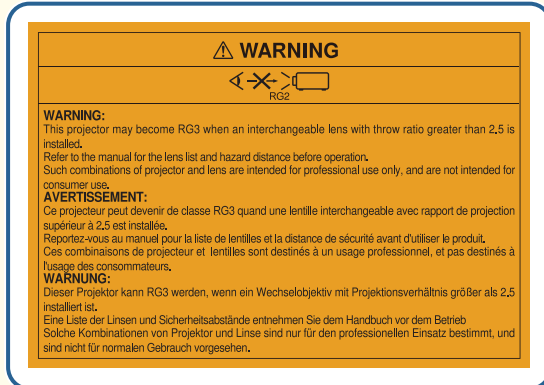 ⚠ WARNING
RG2
WARNING:
This projector may become RG3 when an interchangeable lens with throw ratio greater than 2.5 is
installed.
Refer to the manual for the lens list and hazard distance before operation.
Such combinations of projector and lens are intended for professional use only, and are not intended for
consumer use.
AVERTISSEMENT:
Ce projecteur peut devenir de classe RG3 quand une lentille interchangeable avec rapport de projection
supérieur à 2.5 est installée.
Reportez-vous au manuel pour la liste de lentilles et la distance de sécurité avant d'utiliser le produit.
Ces combinaisons de projecteur et lentilles sont destinés à un usage professionnel, et pas destinés à
l'usage des consommateurs.
WARNUNG:
Dieser Projektor kann RG3 werden, wenn ein Wechselobjektiv mit Projektionsverhältnis größer als 2.5
installiert ist.
Eine Liste der Linsen und Sicherheitsabstände entnehmen Sie dem Handbuch vor dem Betrieb
Solche Kombinationen von Projektor und Linse sind nur für den professionellen Einsatz bestimmt, und
sind nicht für normalen Gebrauch vorgesehen.